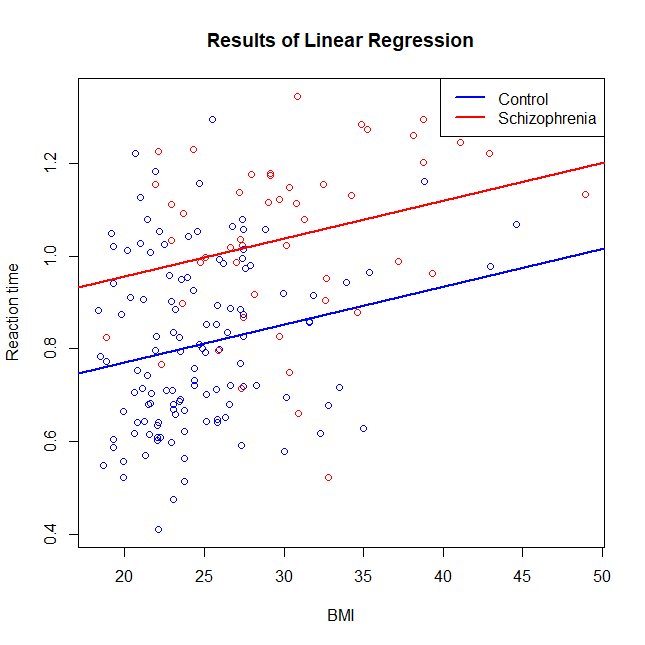 Results of Linear Regression
Control
Schizophrenia
Reaction time
1.2
1.0
0.8
0.6
0.4
20 25 30 35 40 45 50
BMI